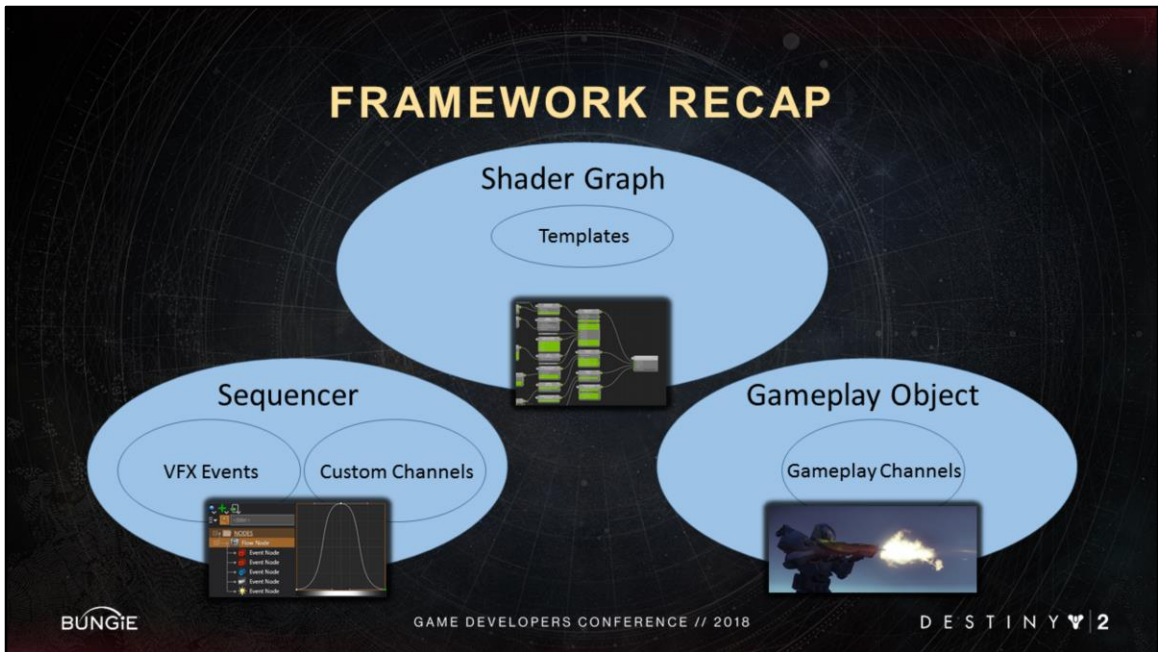 FRAMEWORK RECAP
Shader Graph
Templates
Sequencer
VFX Events
Custom Channels
NODES
Flow Node
Event Node
Event Node
Event Node
Event Node
Event Node
Gameplay Object
Gameplay Channels
BUNGiE
GAME DEVELOPERS CONFERENCE // 2018
DESTINY 2